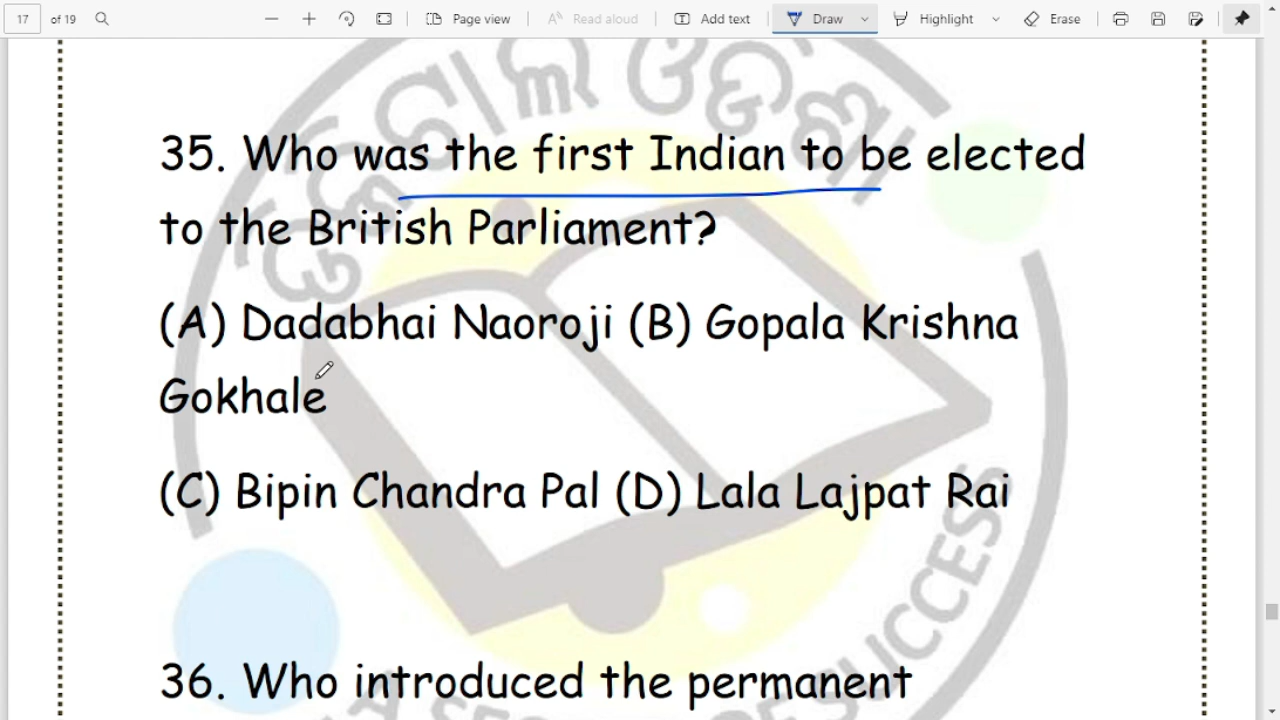 17 of 19 Page view Read aloud Add text Draw Highlight Erase
35. Who was the first Indian to be elected
to the British Parliament?
(A) Dadabhai Naoroji (B) Gopala Krishna
Gokhale
(C) Bipin Chandra Pal (D) Lala Lajpat Rai
36. Who introduced the permanent
SUCCESS